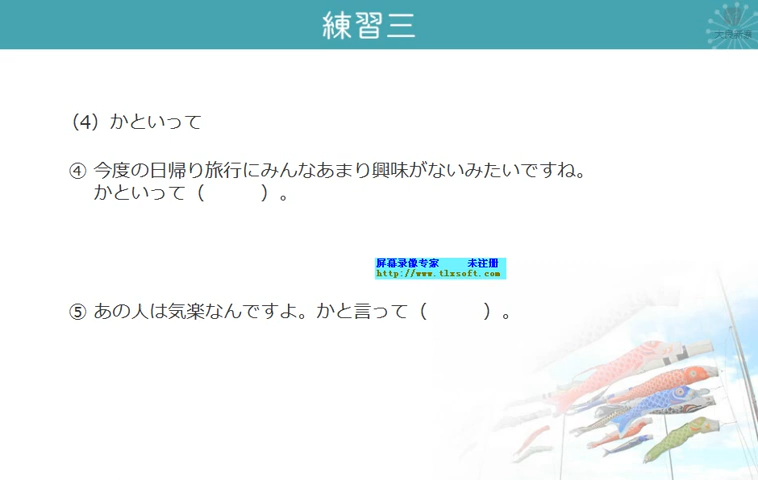 練習三
（4）かといって
④ 今度の日帰り旅行にみんなあまり興味がないみたいですね。
かといって（　　　）。
屏幕录像专家　　未注册
http://www.tlxsoft.com
⑤ あの人は気楽なんですよ。かと言って（　　　）。